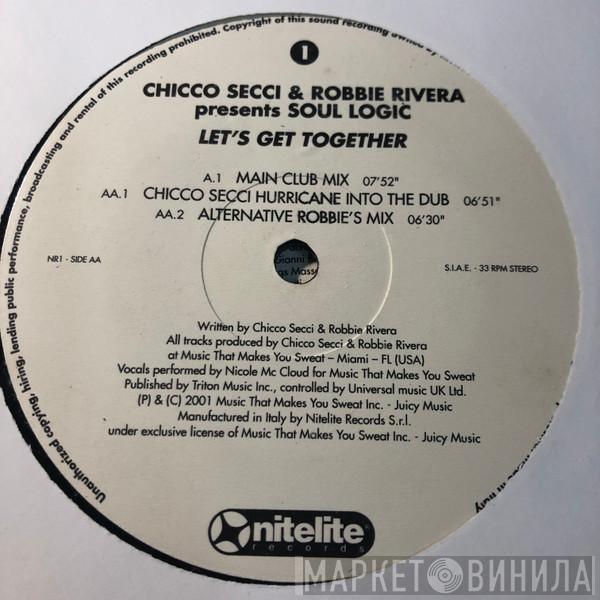 Unauthorized copying, hiring, lending public performance, broadcasting and rental of this recording prohibited. Copyright of this sound recording owned by
1
CHICCO SECCI & ROBBIE RIVERA
presents SOUL LOGIC
LET'S GET TOGETHER
A.1 MAIN CLUB MIX 07'52"
AA.1 CHICCO SECCI HURRICANE INTO THE DUB 06'51"
AA.2 ALTERNATIVE ROBBIE'S MIX 06'30"
NR1 - SIDE AA
S.I.A.E. - 33 RPM STEREO
Gianni
Mass
Written by Chicco Secci & Robbie Rivera
All tracks produced by Chicco Secci & Robbie Rivera
at Music That Makes You Sweat – Miami – FL (USA)
Vocals performed by Nicole Mc Cloud for Music That Makes You Sweat
Published by Triton Music Inc., controlled by Universal music UK Ltd.
(P) & (C) 2001 Music That Makes You Sweat Inc. - Juicy Music
Manufactured in Italy by Nitelite Records S.r.l.
under exclusive license of Music That Makes You Sweat Inc. - Juicy Music
nitelite
records
МАРКЕТ ВИНИЛА